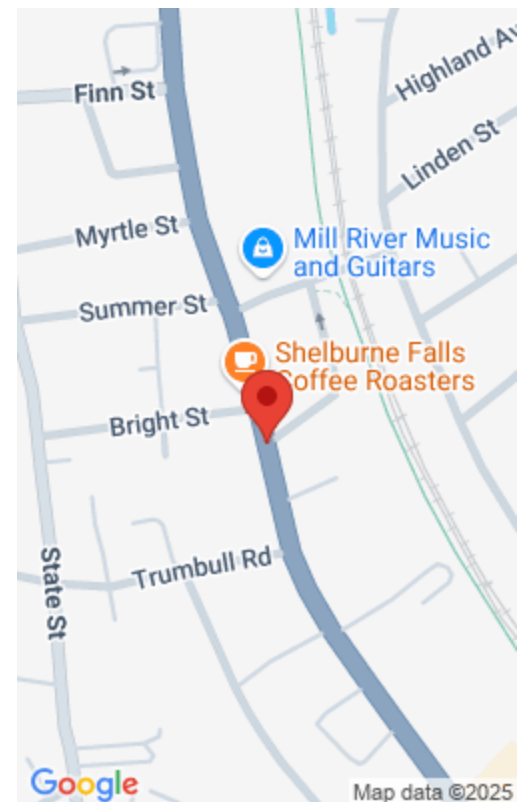 Finn St
Highland Av
Linden St
Myrtle St
Mill River Music
and Guitars
Summer St
Shelburne Falls
Coffee Roasters
Bright St
State St
Trumbull Rd
Google
Map data ©2025